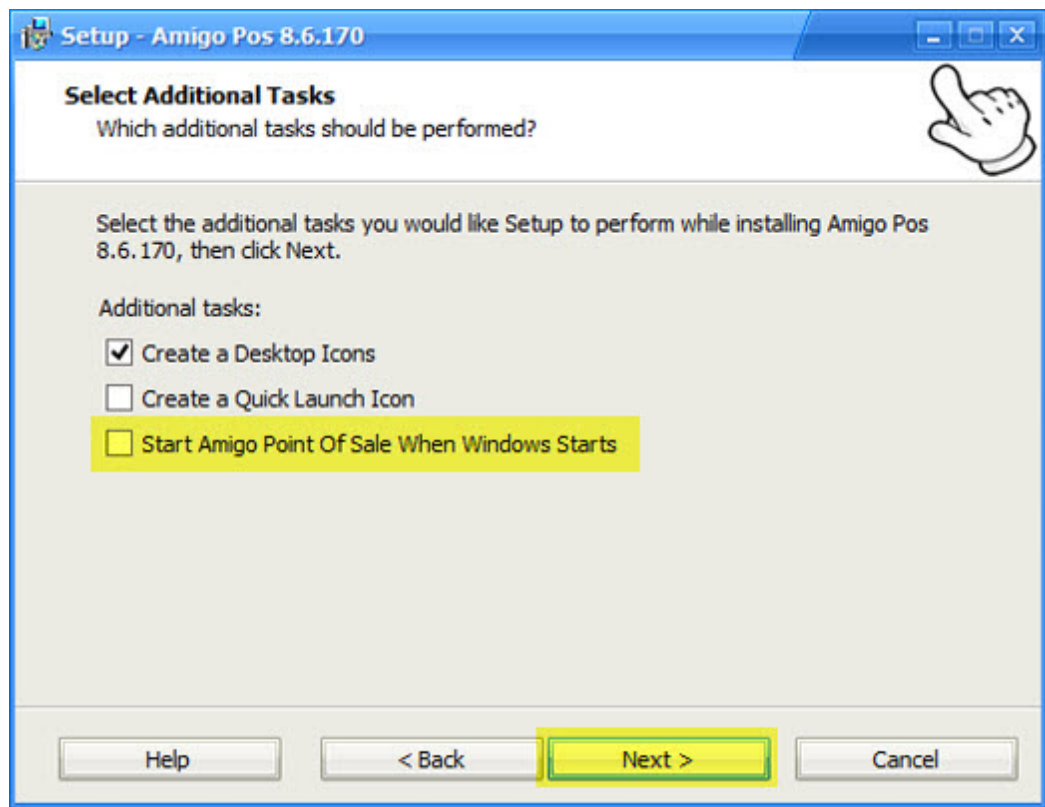 Setup - Amigo Pos 8.6.170
Select Additional Tasks
Which additional tasks should be performed?
Select the additional tasks you would like Setup to perform while installing Amigo Pos
8.6.170, then click Next.
Additional tasks:
Create a Desktop Icons
Create a Quick Launch Icon
Start Amigo Point Of Sale When Windows Starts
Help
< Back
Next >
Cancel